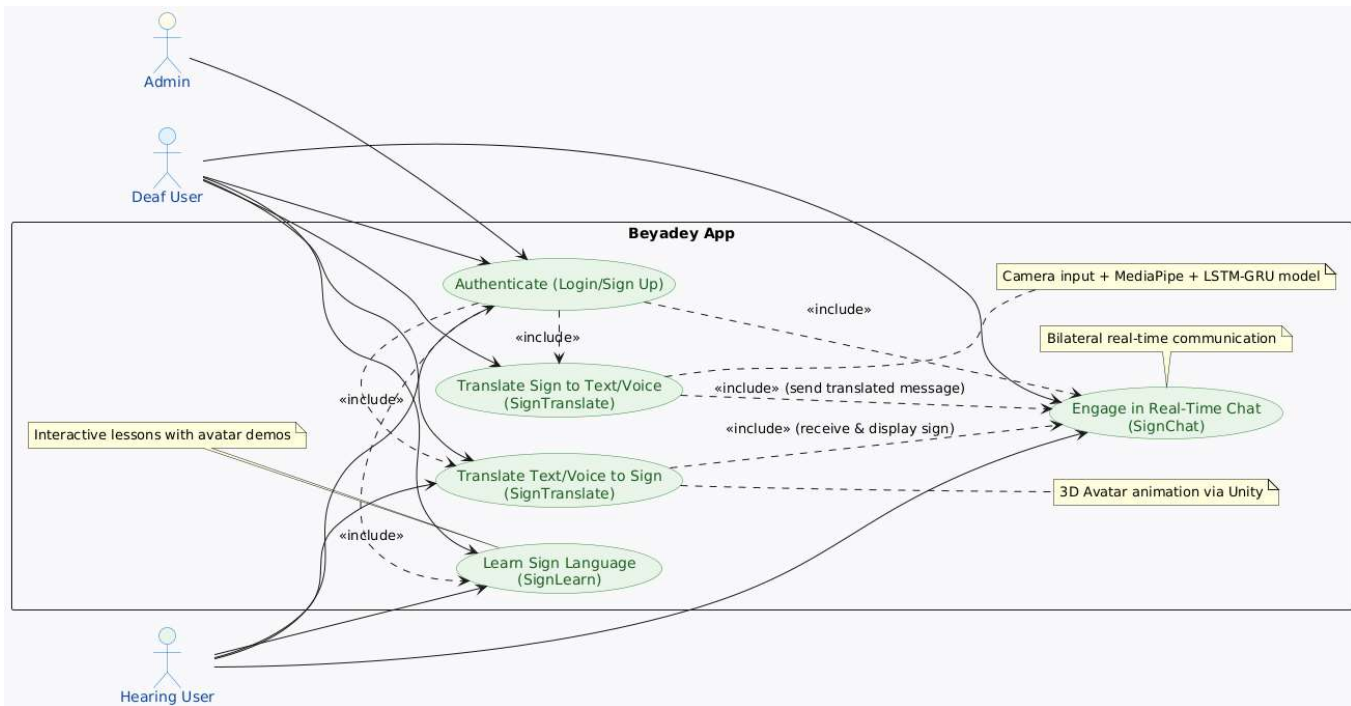 Admin
Deaf User
Beyadey App
Authenticate (Login/Sign Up)
Camera input + MediaPipe + LSTM-GRU model
«include»
«include»
Bilateral real-time communication
Translate Sign to Text/Voice
(SignTranslate)
«include» (send translated message)
«include»
Engage in Real-Time Chat
(SignChat)
Interactive lessons with avatar demos
«include» (receive & display sign)
Translate Text/Voice to Sign
(SignTranslate)
3D Avatar animation via Unity
«include»
Learn Sign Language
(SignLearn)
Hearing User